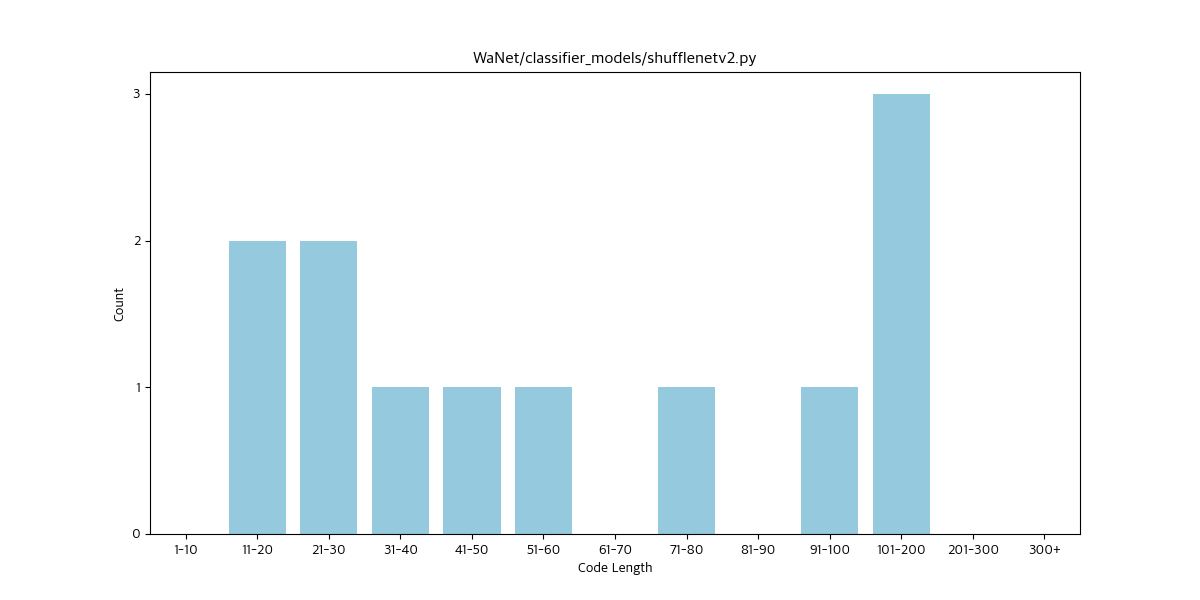 WaNet/classifier_models/shufflenetv2.py
3
2
1
0
Count
1-10 11-20 21-30 31-40 41-50 51-60 61-70 71-80 81-90 91-100 101-200 201-300 300+
Code Length